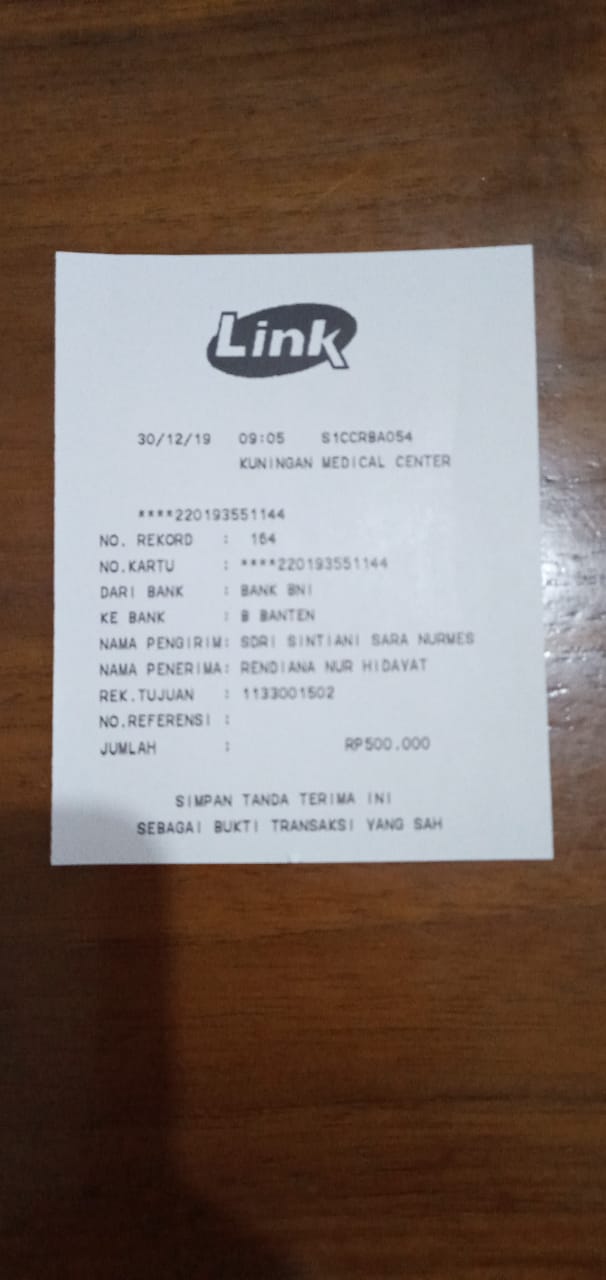 Link
30/12/19 09:05 S1CCRBA054
KUNINGAN MEDICAL CENTER
****220193551144
NO. REKORD : 164
NO.KARTU : ****220193551144
DARI BANK : BANK BNI
KE BANK : B BANTEN
NAMA PENGIRIM: SDRI SINTIANI SARA NURMES
NAMA PENERIMA: RENDIANA NUR HIDAYAT
REK.TUJUAN : 1133001502
NO.REFERENSI :
JUMLAH : RP500.000
SIMPAN TANDA TERIMA INI
SEBAGAI BUKTI TRANSAKSI YANG SAH